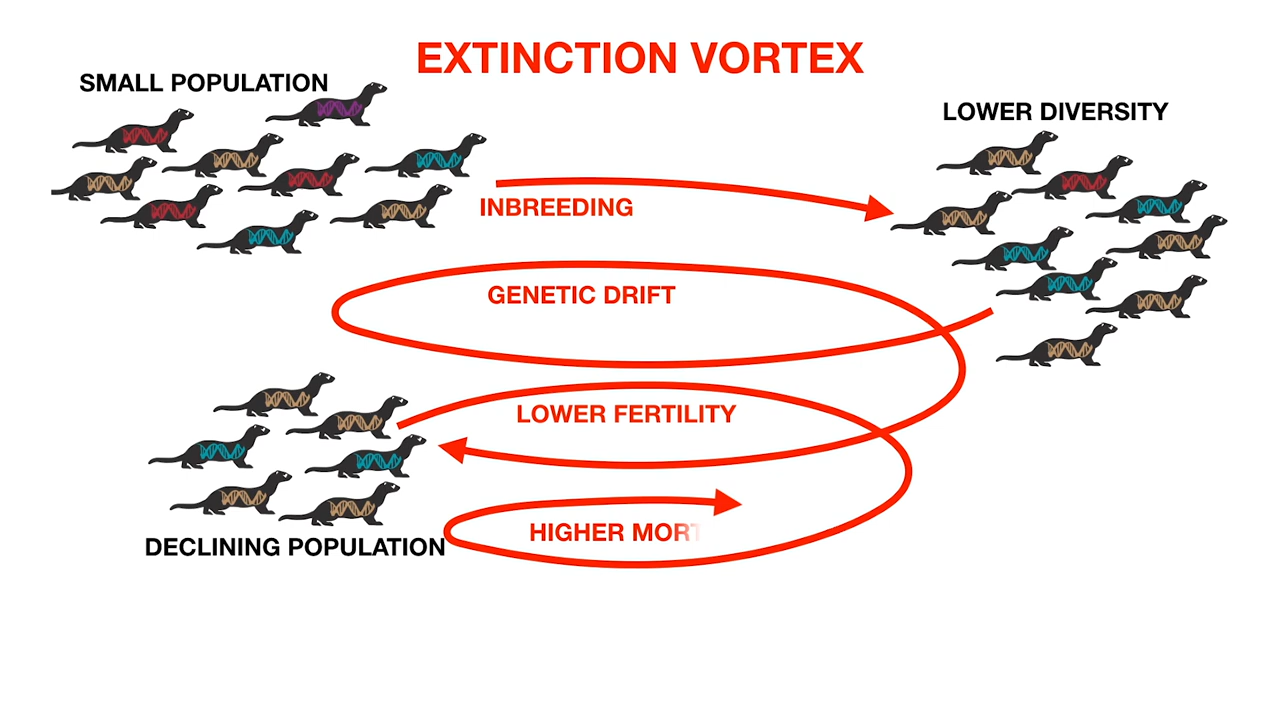 EXTINCTION VORTEX
SMALL POPULATION
LOWER DIVERSITY
INBREEDING
GENETIC DRIFT
LOWER FERTILITY
HIGHER MORT
DECLINING POPULATION